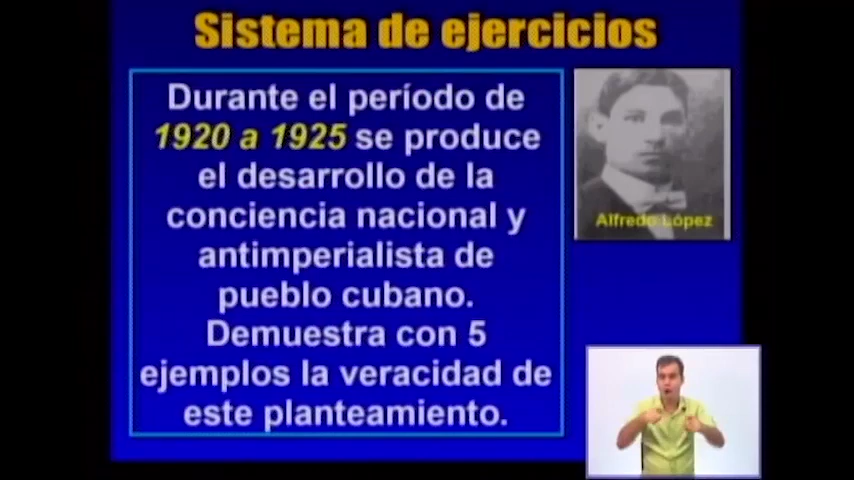 Sistema de ejercicios
Durante el período de
1920 a 1925 se produce
el desarrollo de la
conciencia nacional y
antimperialista de
pueblo cubano.
Demuestra con 5
ejemplos la veracidad de
este planteamiento.
Alfredo López